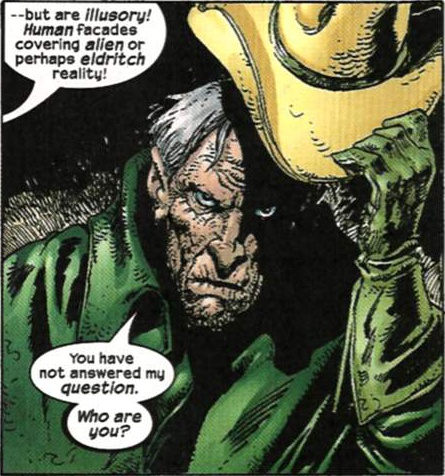 --but are illusory!
Human facades
covering alien or
perhaps eldritch
reality!
You have
not answered my
question.
Who are
you?